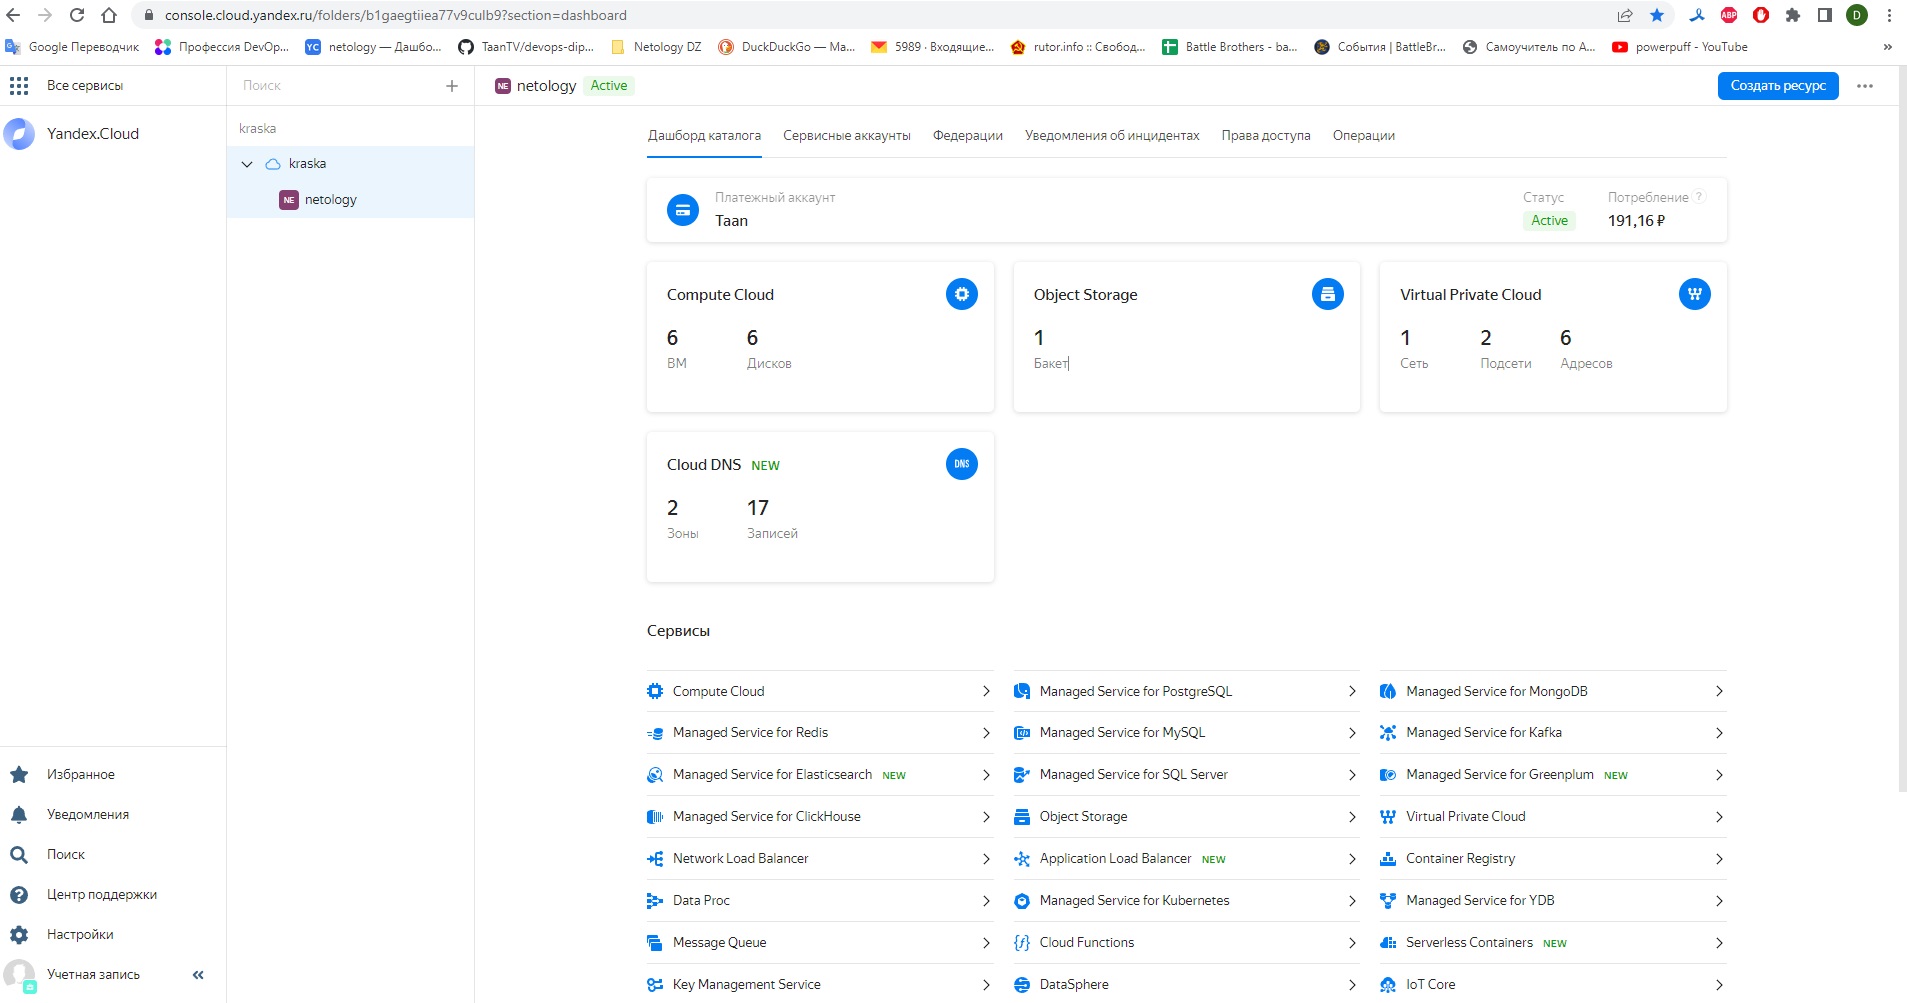 console.cloud.yandex.ru/folders/b1gaegtiiea77v9culb9?section=dashboard
ABP
D
Google Переводчик
Профессия DevOp...
YC netology — Дашбо...
TaanTV/devops-dip...
Netology DZ
DuckDuckGo — Ма...
5989 · Входящие...
rutor.info :: Свобод...
Battle Brothers - ba...
События | BattleBr...
Самоучитель по A...
powerpuff - YouTube
»
Все сервисы
Поиск
NE netology Active
Создать ресурс
Yandex.Cloud
kraska
kraska
NE netology
Дашборд каталога
Сервисные аккаунты
Федерации
Уведомления об инцидентах
Права доступа
Операции
Платежный аккаунт
Taan
Статус
Active
Потребление ?
191,16 ₽
Compute Cloud
6 6
ВМ Дисков
Object Storage
1
Бакет
Virtual Private Cloud
1 2 6
Сеть Подсети Адресов
Cloud DNS NEW
DNS
2 17
Зоны Записей
Сервисы
Compute Cloud
Managed Service for PostgreSQL
Managed Service for MongoDB
Managed Service for Redis
Managed Service for MySQL
Managed Service for Kafka
Managed Service for Elasticsearch NEW
Managed Service for SQL Server
Managed Service for Greenplum NEW
Managed Service for ClickHouse
Object Storage
Virtual Private Cloud
Network Load Balancer
Application Load Balancer NEW
Container Registry
Data Proc
Managed Service for Kubernetes
Managed Service for YDB
Message Queue
Cloud Functions
Serverless Containers NEW
Key Management Service
DataSphere
IoT Core
Избранное
Уведомления
Поиск
Центр поддержки
Настройки
Учетная запись
«